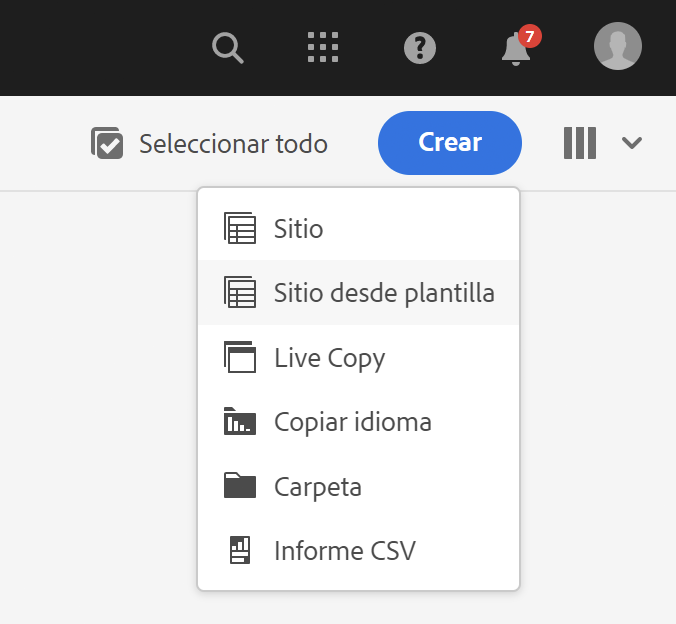 7
Seleccionar todo
Crear
Sitio
Sitio desde plantilla
Live Copy
Copiar idioma
Carpeta
Informe CSV